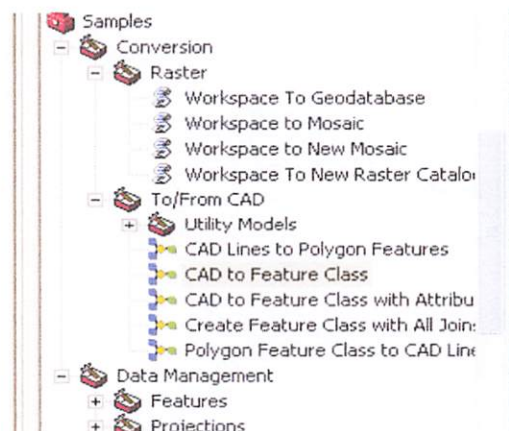 Samples
Conversion
Raster
Workspace To Geodatabase
Workspace to Mosaic
Workspace to New Mosaic
Workspace To New Raster Catalo
To/From CAD
Utility Models
CAD Lines to Polygon Features
CAD to Feature Class
CAD to Feature Class with Attribu
Create Feature Class with All Join
Polygon Feature Class to CAD Line
Data Management
Features
Projections